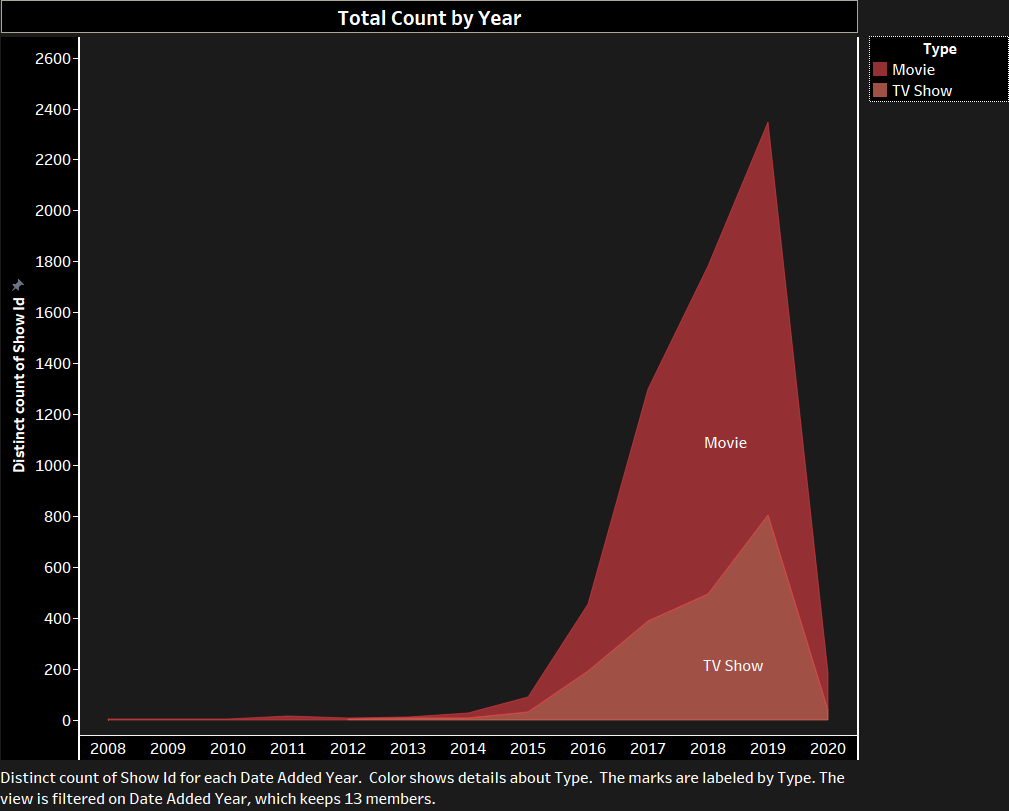 Total Count by Year
Type
Movie
TV Show
Distinct count of Show Id
2600
2400
2200
2000
1800
1600
1400
1200
1000
800
600
400
200
0
Movie
TV Show
2008 2009 2010 2011 2012 2013 2014 2015 2016 2017 2018 2019 2020
Distinct count of Show Id for each Date Added Year.  Color shows details about Type.  The marks are labeled by Type. The
view is filtered on Date Added Year, which keeps 13 members.